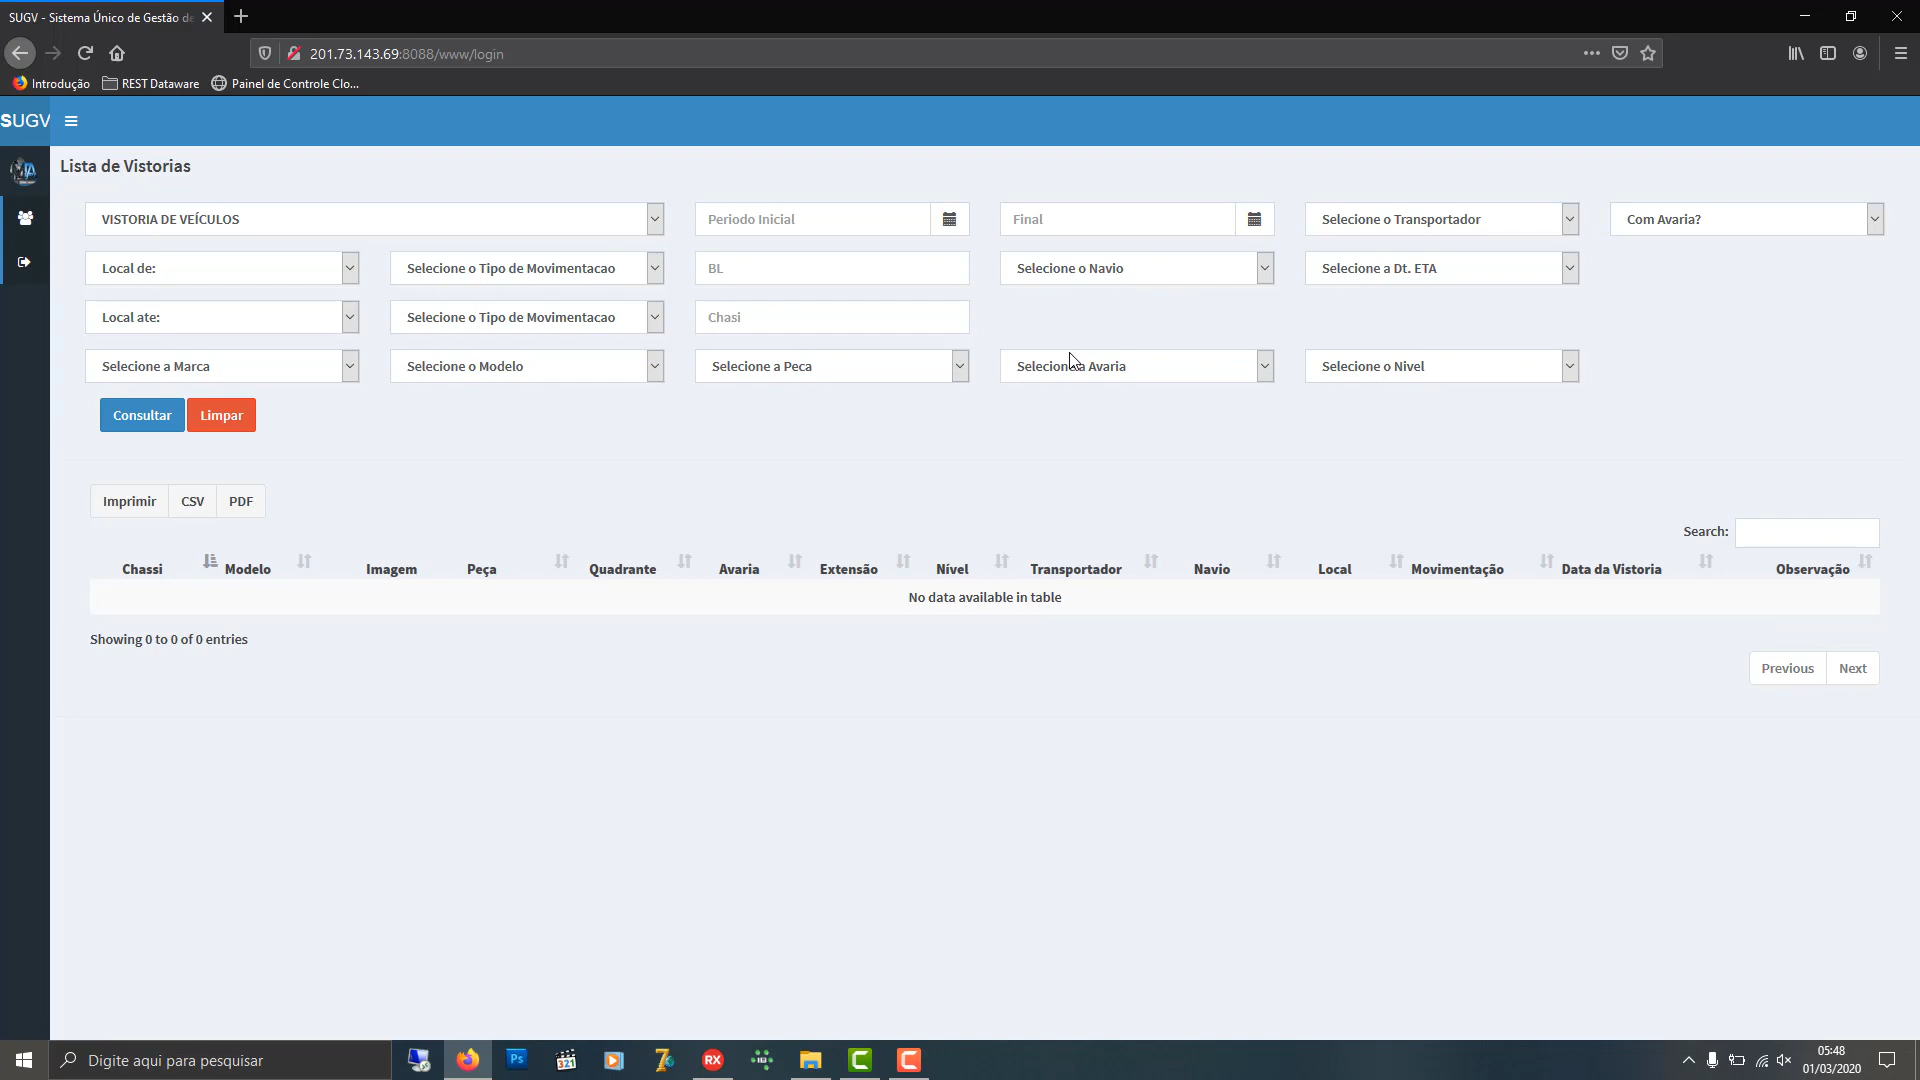 SUGV - Sistema Único de Gestão de
201.73.143.69:8088/www/login
Introdução REST Dataware Painel de Controle Clo...
SUGV
Lista de Vistorias
VISTORIA DE VEÍCULOS Periodo Inicial Final Selecione o Transportador Com Avaria?
Local de: Selecione o Tipo de Movimentacao BL Selecione o Navio Selecione a Dt. ETA
Local ate: Selecione o Tipo de Movimentacao Chasi
Selecione a Marca Selecione o Modelo Selecione a Peca Selecione a Avaria Selecione o Nivel
Consultar Limpar
Imprimir CSV PDF
Search:
Chassi Modelo Imagem Peça Quadrante Avaria Extensão Nível Transportador Navio Local Movimentação Data da Vistoria Observação
No data available in table
Showing 0 to 0 of 0 entries
Previous Next
Digite aqui para pesquisar
05:48
01/03/2020